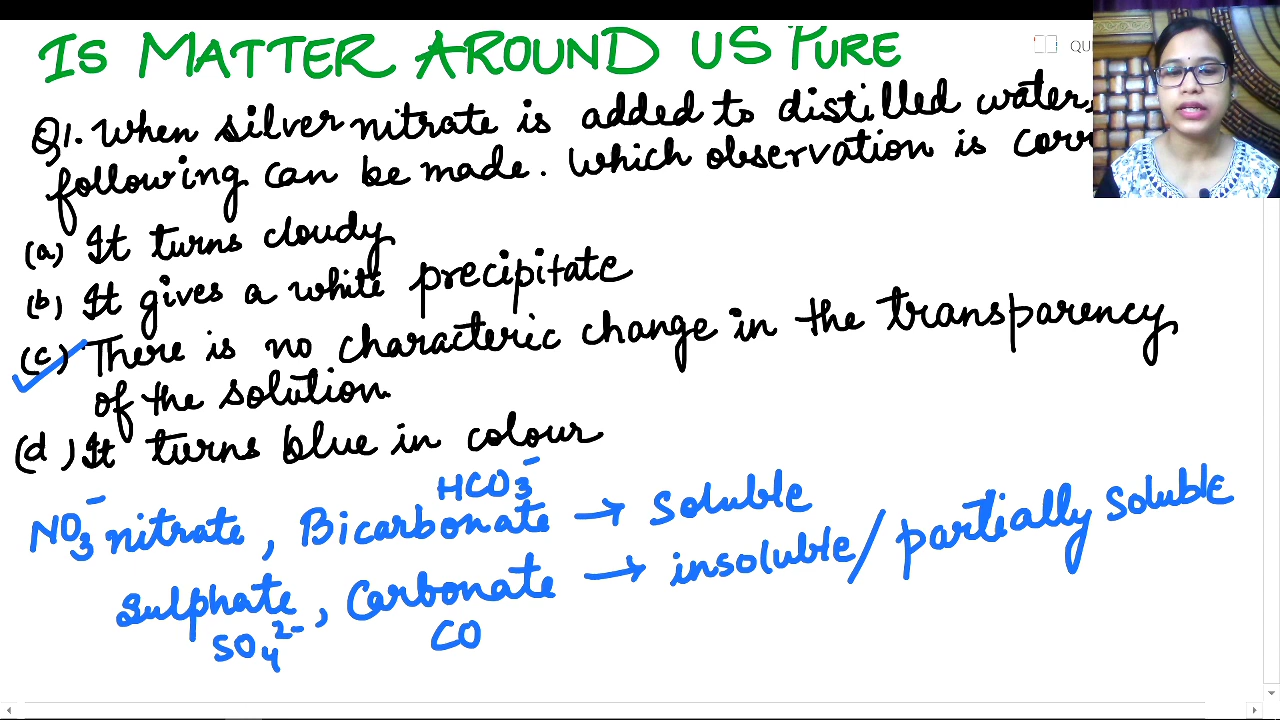 IS MATTER AROUND US PURE
QU
Q1. When silver nitrate is added to distilled water,
following can be made. Which observation is corr
(a) It turns cloudy
(b) It gives a white precipitate
(c) There is no characteric change in the transparency
of the solution.
(d) It turns blue in colour
NO3⁻ nitrate, Bicarbonate HCO3⁻ → soluble
Sulphate, Carbonate → insoluble/partially soluble
SO4²⁻ CO